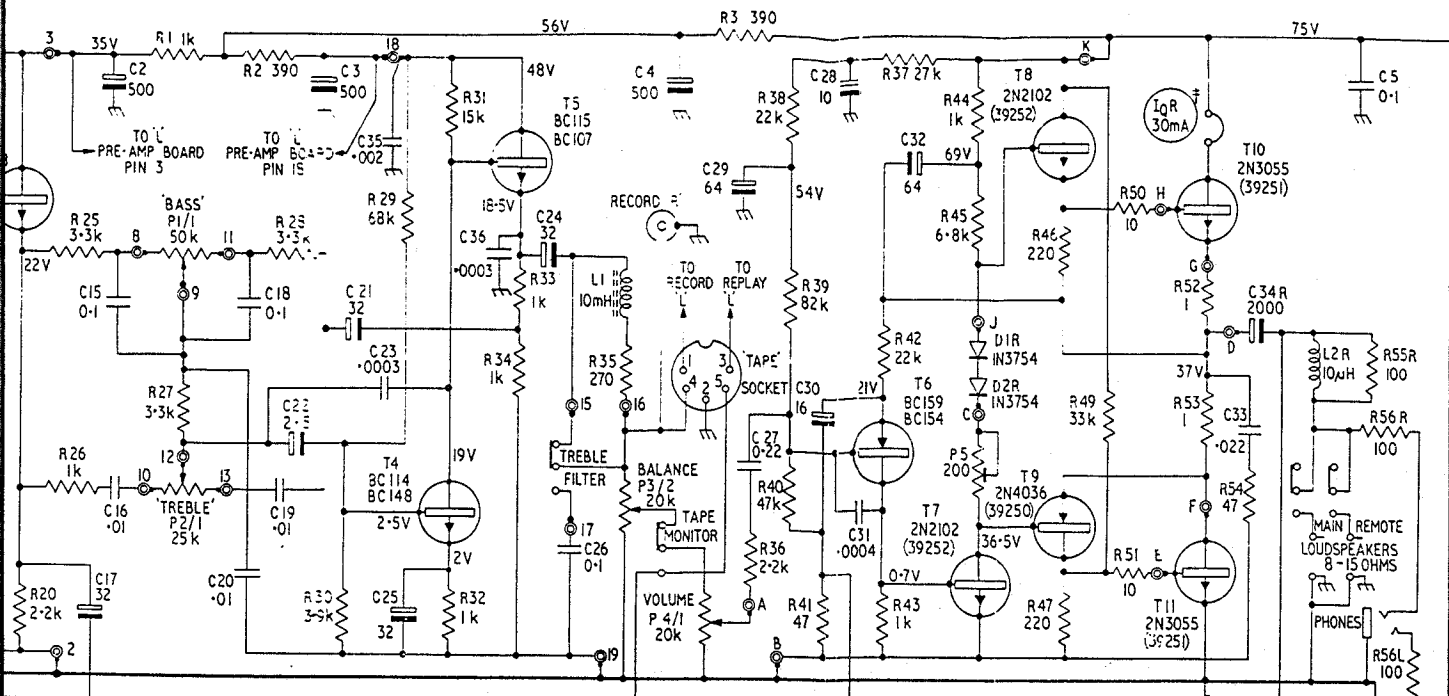 3
35V
R1 1k
56V
R3 390
75V
C2
500
R2 390
C3
500
18
48V
C4
500
C28
10
R37 27k
K
T8
2N2102
(39252)
IQR
30mA
C5
0·1
TO 'L'
PRE-AMP BOARD
PIN 3
TO 'L'
PRE-AMP BOARD
PIN 15
C35
·002
R31
15k
T5
BC115
BC107
R38
22k
R44
1k
C32
64
69V
T10
2N3055
(39251)
C29
64
54V
R25
3·3k
8
'BASS'
P1/1
50k
11
R28
3·3k
R29
68k
18·5V
C24
32
RECORD 'R'
C
R45
6·8k
R50
10
H
22V
C36
·0003
R33
1k
L1
10mH
TO
RECORD
'L'
TO
REPLAY
'L'
R39
82k
R46
220
G
R52
1
C34R
2000
C15
0·1
9
C18
0·1
C21
32
J
D
R27
3·3k
C23
·0003
R34
1k
R35
270
1
3
4
2
5
'TAPE'
SOCKET
R42
22k
D1R
IN3754
D2R
IN3754
37V
L2R
10μH
R55R
100
C22
15
16
C30
16
21V
T6
BC159
BC154
C
R49
33k
R53
1
C33
·022
R56R
100
R26
1k
12
10
13
C16
·01
'TREBLE'
P2/1
25k
C19
·01
T4
BC114
BC148
2·5V
19V
TREBLE
FILTER
BALANCE
P3/2
20k
C27
0·22
R40
47k
P5
200
T9
2N4036
(39250)
F
R54
47
2V
17
TAPE
MONITOR
C31
·0004
T7
2N2102
(39252)
36·5V
MAIN
REMOTE
LOUDSPEAKERS
8-15 OHMS
C26
0·1
R36
2·2k
0·7V
R51
10
E
R20
2·2k
C17
32
C20
·01
R30
3·9k
C25
32
R32
1k
VOLUME
P4/1
20k
A
R41
47
R43
1k
R47
220
T11
2N3055
(39251)
PHONES
2
19
B
R56L
100